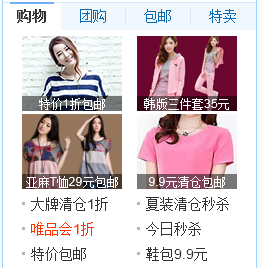 购物 团购 包邮 特卖
特价1折包邮 韩版三件套35元
亚麻T恤29元包邮 9.9元清仓包邮
大牌清仓1折 夏装清仓秒杀
唯品会1折 今日秒杀
特价包邮 鞋包9.9元